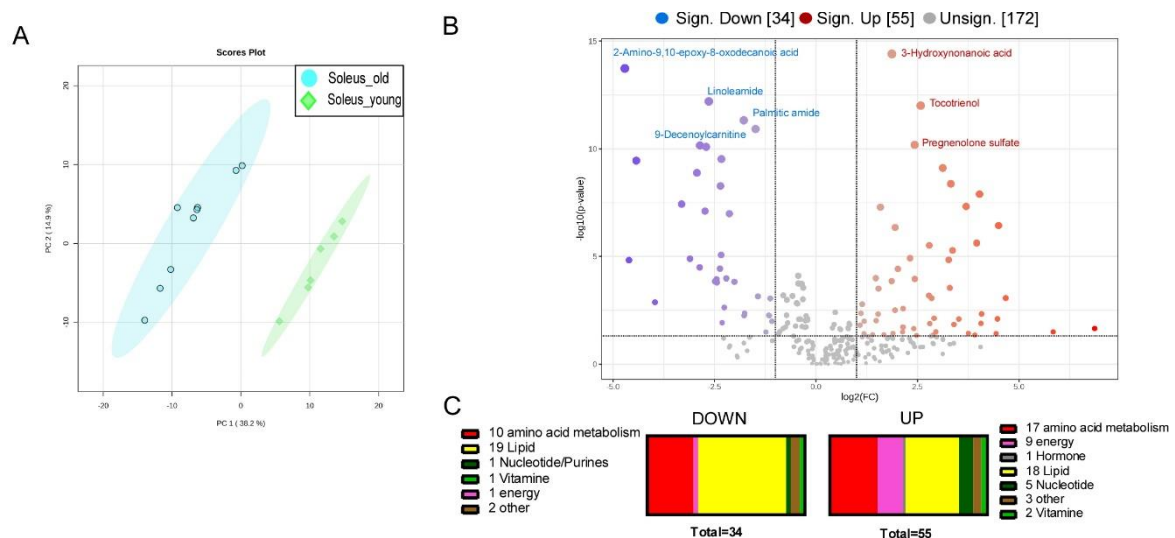 A
Scores Plot
Soleus_old
Soleus_young
20
10
0
-10
PC 2 ( 14.9 %)
-20
-10
0
10
20
PC 1 ( 38.2 %)
B
Sign. Down [34]
Sign. Up [55]
Unsign. [172]
15
10
5
0
-log10(p-value)
2-Amino-9,10-epoxy-8-oxodecanoic acid
3-Hydroxynonanoic acid
Linoleamide
Tocotrienol
Palmitic amide
9-Decenoylcarnitine
Pregnenolone sulfate
-5.0
-2.5
0.0
2.5
5.0
log2(FC)
C
DOWN
UP
10 amino acid metabolism
19 Lipid
1 Nucleotide/Purines
1 Vitamine
1 energy
2 other
Total=34
Total=55
17 amino acid metabolism
9 energy
1 Hormone
18 Lipid
5 Nucleotide
3 other
2 Vitamine